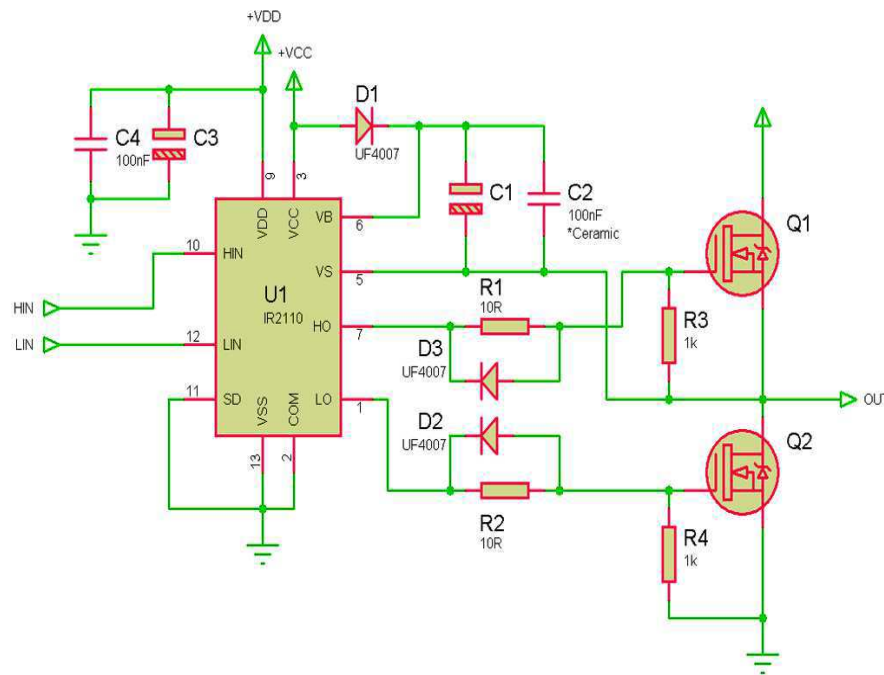 +VDD
+VCC
D1
UF4007
C4
100nF
C3
C1
C2
100nF
*Ceramic
9
3
VDD
VCC
VB
6
10
HIN
VS
5
Q1
U1
IR2110
R1
10R
HIN
HO
7
R3
1k
LIN
12
LIN
D3
UF4007
11
SD
VSS
COM
LO
1
D2
UF4007
OUT
13
2
Q2
R2
10R
R4
1k